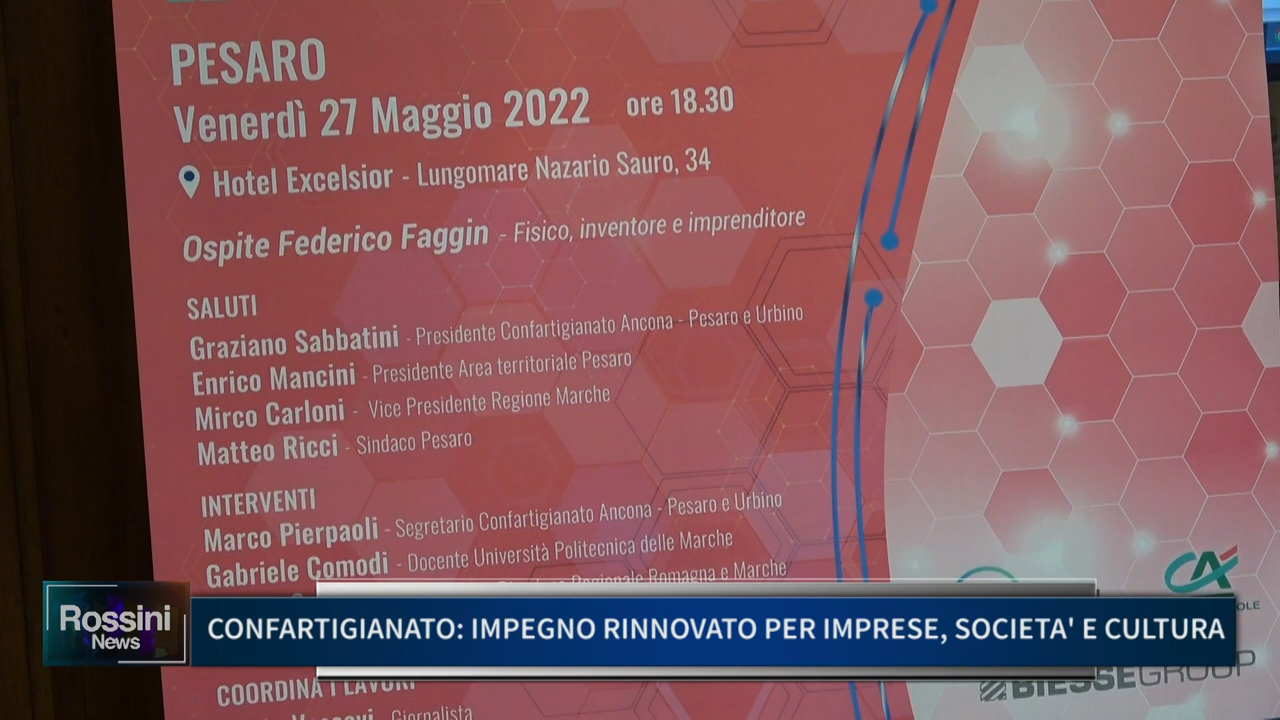 PESARO
Venerdì 27 Maggio 2022 ore 18.30
Hotel Excelsior - Lungomare Nazario Sauro, 34
Ospite Federico Faggin - Fisico, inventore e imprenditore
SALUTI
Graziano Sabbatini - Presidente Confartigianato Ancona - Pesaro e Urbino
Enrico Mancini - Presidente Area territoriale Pesaro
Mirco Carloni - Vice Presidente Regione Marche
Matteo Ricci - Sindaco Pesaro
INTERVENTI
Marco Pierpaoli - Segretario Confartigianato Ancona - Pesaro e Urbino
Gabriele Comodi - Docente Università Politecnica delle Marche
Regionale Romagna e Marche
CA
OLE
Rossini
News
CONFARTIGIANATO: IMPEGNO RINNOVATO PER IMPRESE, SOCIETA' E CULTURA
BIESSEGROUP
COORDINA I LAVORI
Giornalista